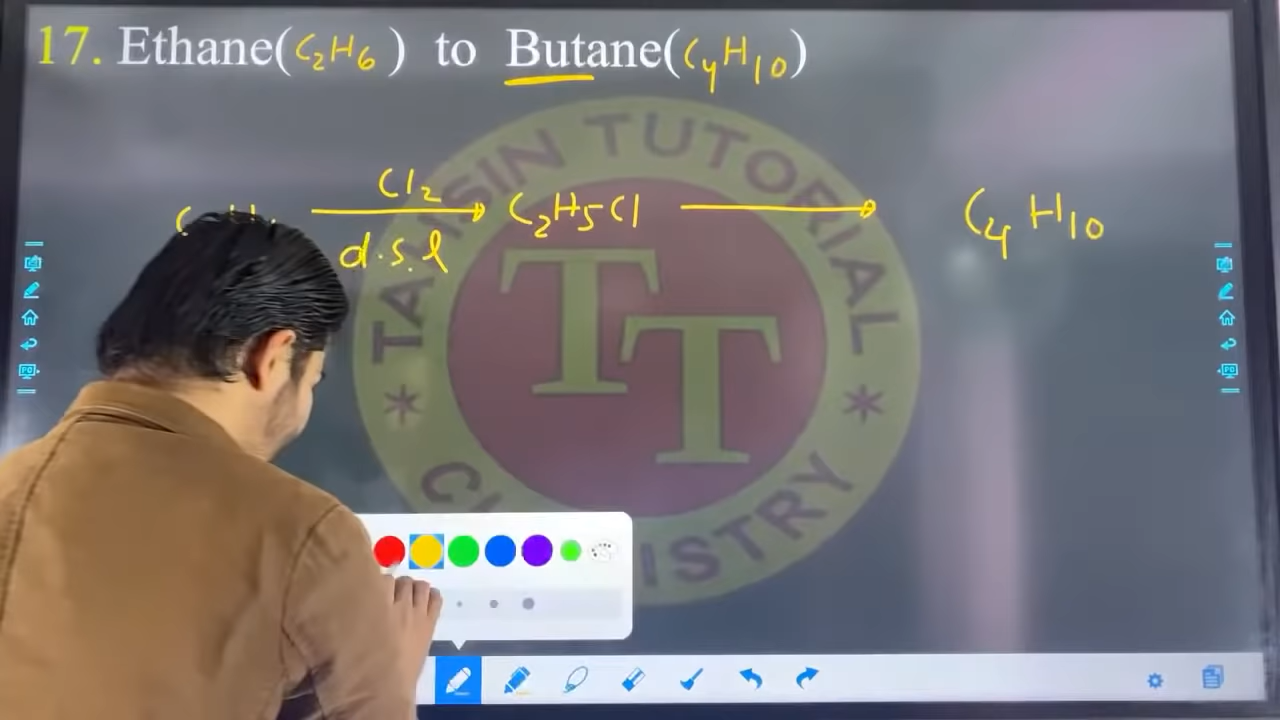 17. Ethane(C2H6) to Butane(C4H10)
Cl2
C2H5Cl C4H10
d.s.l
TAHSIN TUTORIAL
TT